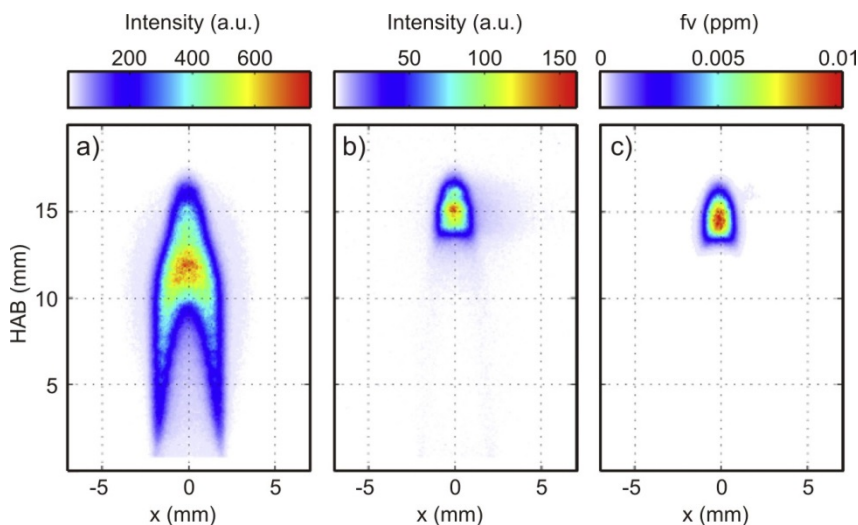 Intensity (a.u.) Intensity (a.u.) fv (ppm)
200 400 600 50 100 150 0 0.005 0.01
a) b) c)
15
10
5
HAB (mm)
-5 0 5 -5 0 5 -5 0 5
x (mm) x (mm) x (mm)